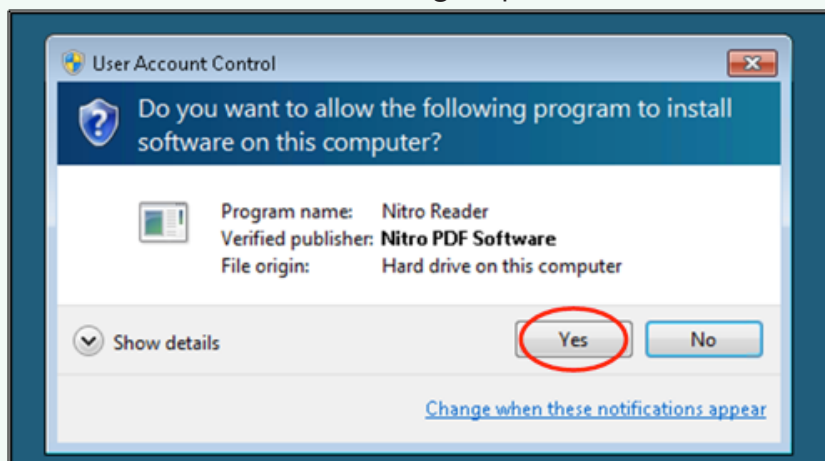 User Account Control
Do you want to allow the following program to install
software on this computer?
Program name: Nitro Reader
Verified publisher: Nitro PDF Software
File origin: Hard drive on this computer
Show details
Yes
No
Change when these notifications appear